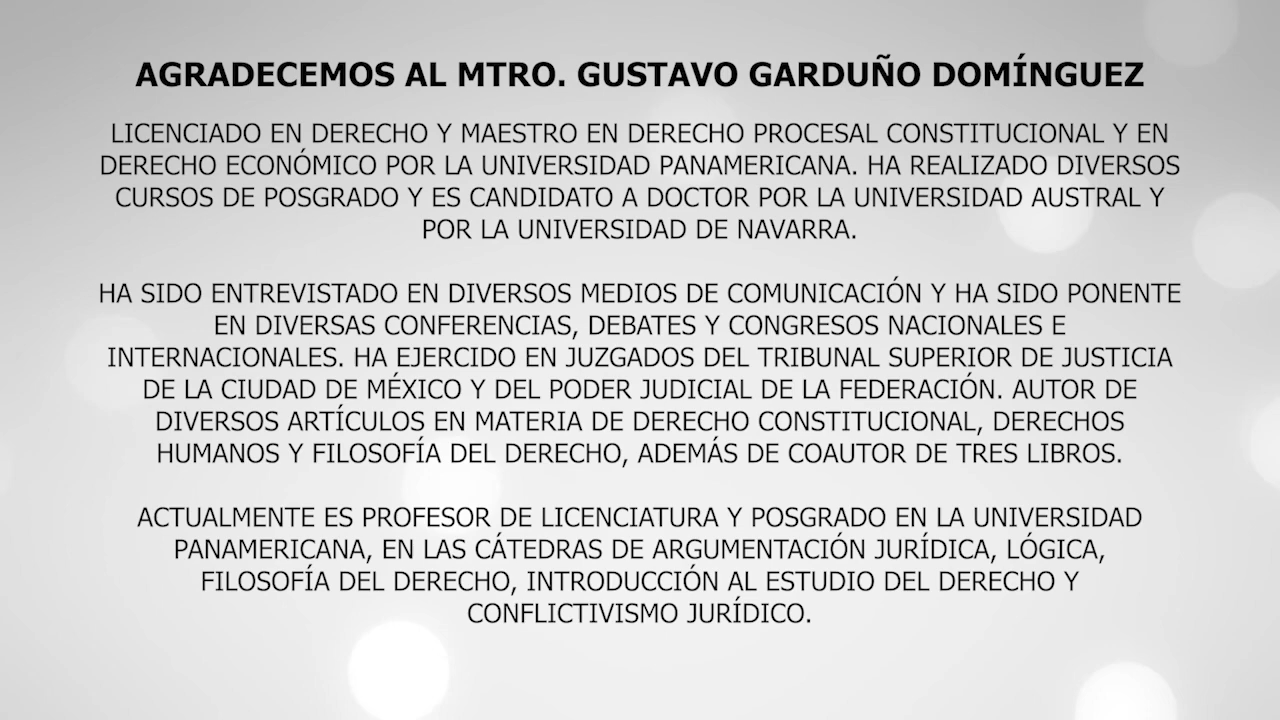 AGRADECEMOS AL MTRO. GUSTAVO GARDUÑO DOMÍNGUEZ
LICENCIADO EN DERECHO Y MAESTRO EN DERECHO PROCESAL CONSTITUCIONAL Y EN
DERECHO ECONÓMICO POR LA UNIVERSIDAD PANAMERICANA. HA REALIZADO DIVERSOS
CURSOS DE POSGRADO Y ES CANDIDATO A DOCTOR POR LA UNIVERSIDAD AUSTRAL Y
POR LA UNIVERSIDAD DE NAVARRA.
HA SIDO ENTREVISTADO EN DIVERSOS MEDIOS DE COMUNICACIÓN Y HA SIDO PONENTE
EN DIVERSAS CONFERENCIAS, DEBATES Y CONGRESOS NACIONALES E
INTERNACIONALES. HA EJERCIDO EN JUZGADOS DEL TRIBUNAL SUPERIOR DE JUSTICIA
DE LA CIUDAD DE MÉXICO Y DEL PODER JUDICIAL DE LA FEDERACIÓN. AUTOR DE
DIVERSOS ARTÍCULOS EN MATERIA DE DERECHO CONSTITUCIONAL, DERECHOS
HUMANOS Y FILOSOFÍA DEL DERECHO, ADEMÁS DE COAUTOR DE TRES LIBROS.
ACTUALMENTE ES PROFESOR DE LICENCIATURA Y POSGRADO EN LA UNIVERSIDAD
PANAMERICANA, EN LAS CÁTEDRAS DE ARGUMENTACIÓN JURÍDICA, LÓGICA,
FILOSOFÍA DEL DERECHO, INTRODUCCIÓN AL ESTUDIO DEL DERECHO Y
CONFLICTIVISMO JURÍDICO.